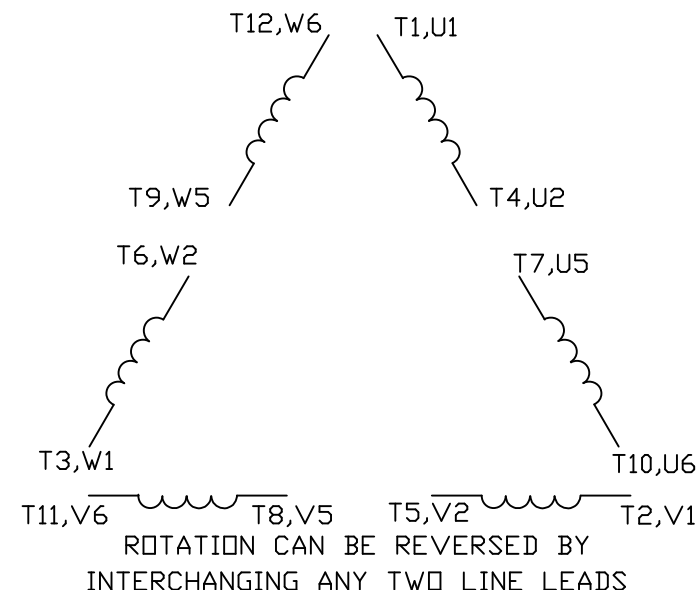 T12,W6 T1,U1
T9,W5 T4,U2
T6,W2 T7,U5
T3,W1 T10,U6
T11,V6 T8,V5 T5,V2 T2,V1
ROTATION CAN BE REVERSED BY
INTERCHANGING ANY TWO LINE LEADS